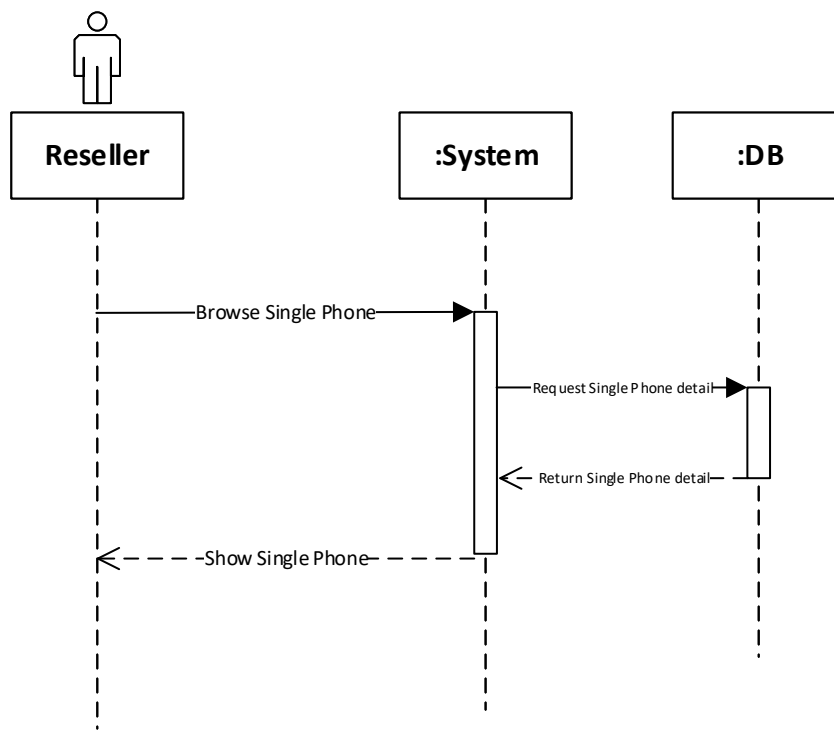 Reseller
:System
:DB
Browse Single Phone
Request Single Phone detail
Return Single Phone detail
Show Single Phone